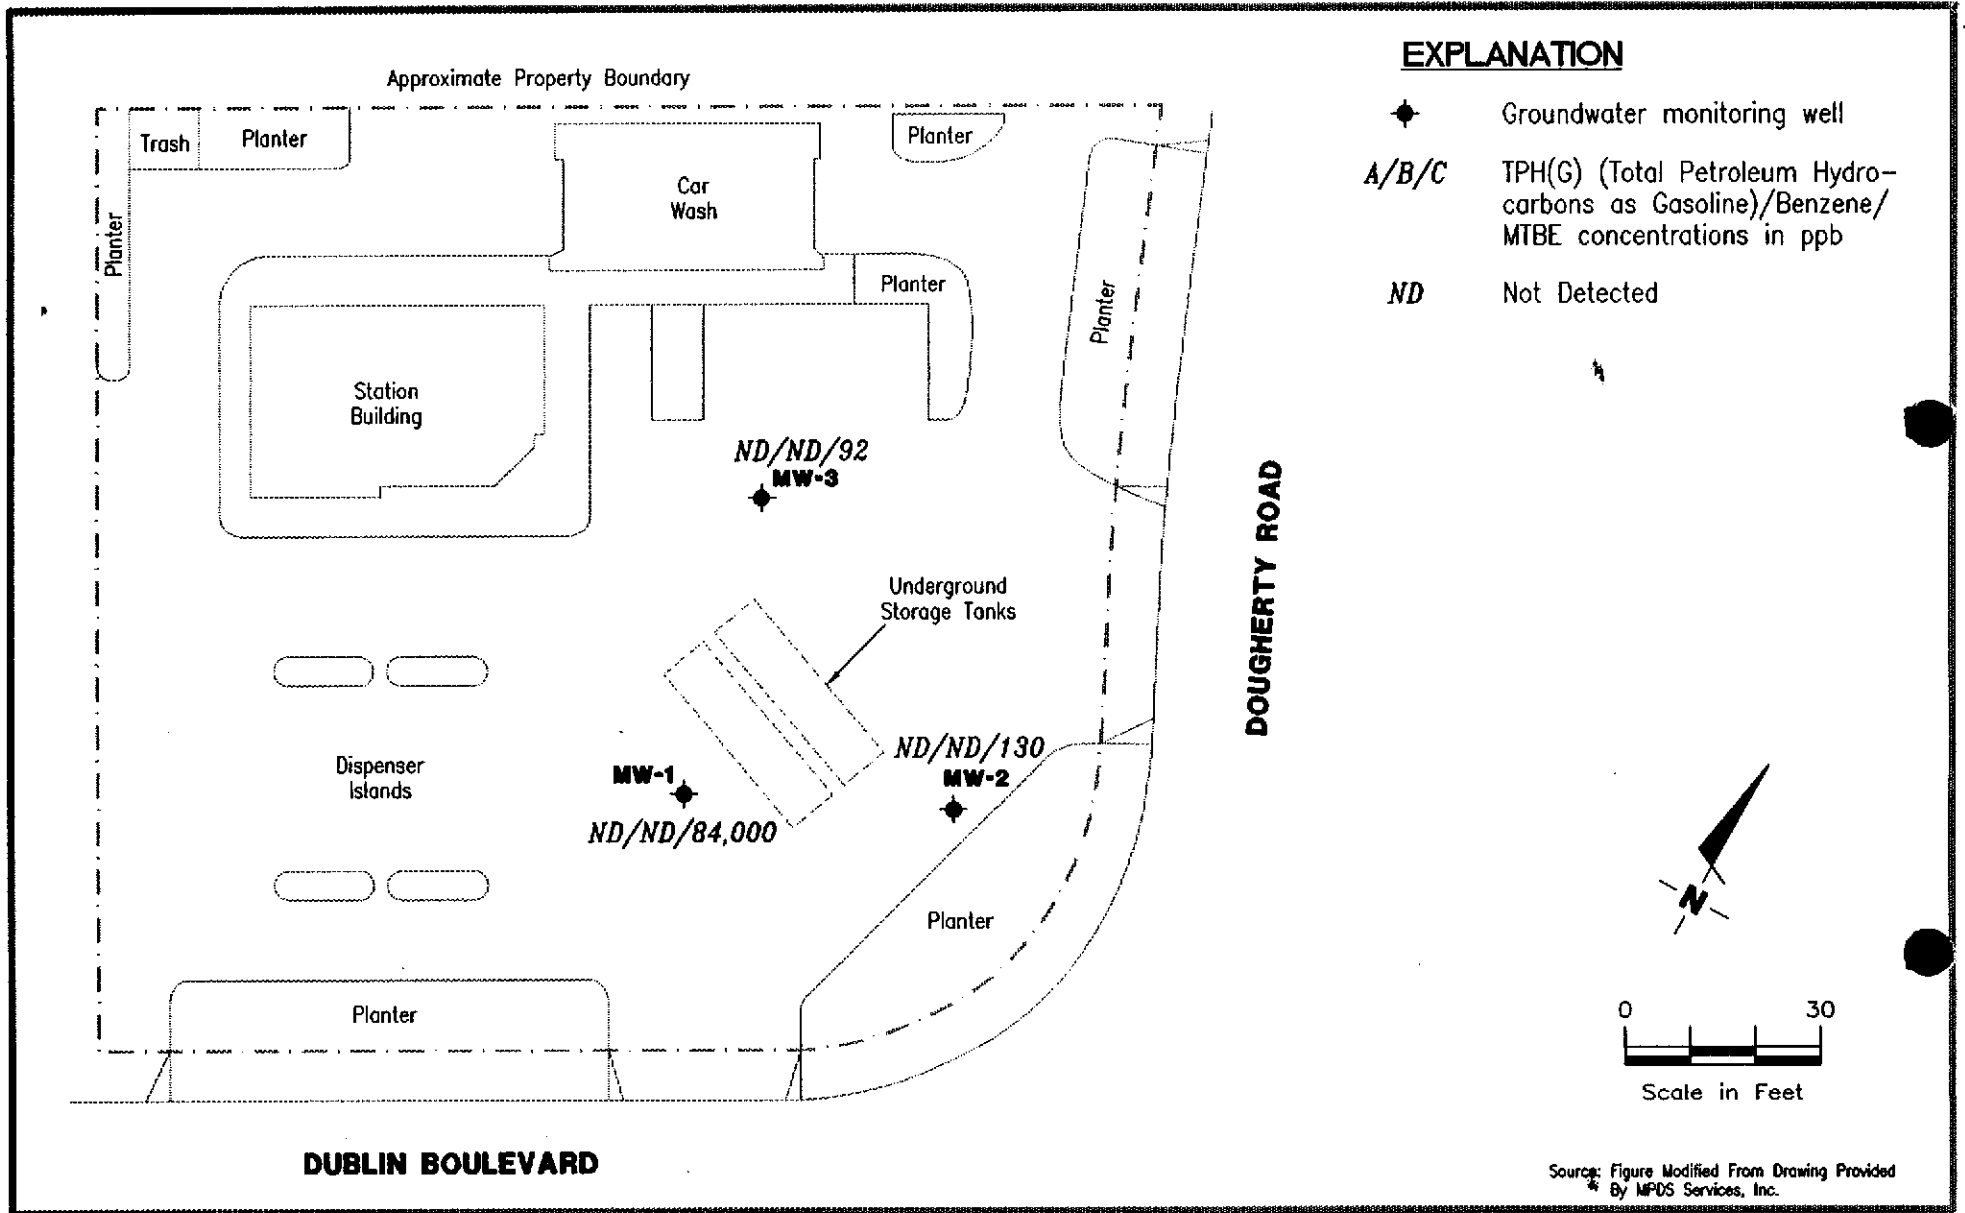 Approximate Property Boundary
EXPLANATION
Groundwater monitoring well
A/B/C
TPH(G) (Total Petroleum Hydro-
carbons as Gasoline)/Benzene/
MTBE concentrations in ppb
ND
Not Detected
Trash
Planter
Planter
Planter
Car
Wash
Planter
Planter
Station
Building
ND/ND/92
MW-3
DOUGHERTY ROAD
Underground
Storage Tanks
Dispenser
Islands
MW-1
ND/ND/84,000
ND/ND/130
MW-2
Planter
Planter
N
0 30
Scale in Feet
DUBLIN BOULEVARD
Source: Figure Modified From Drawing Provided
By MPDS Services, Inc.